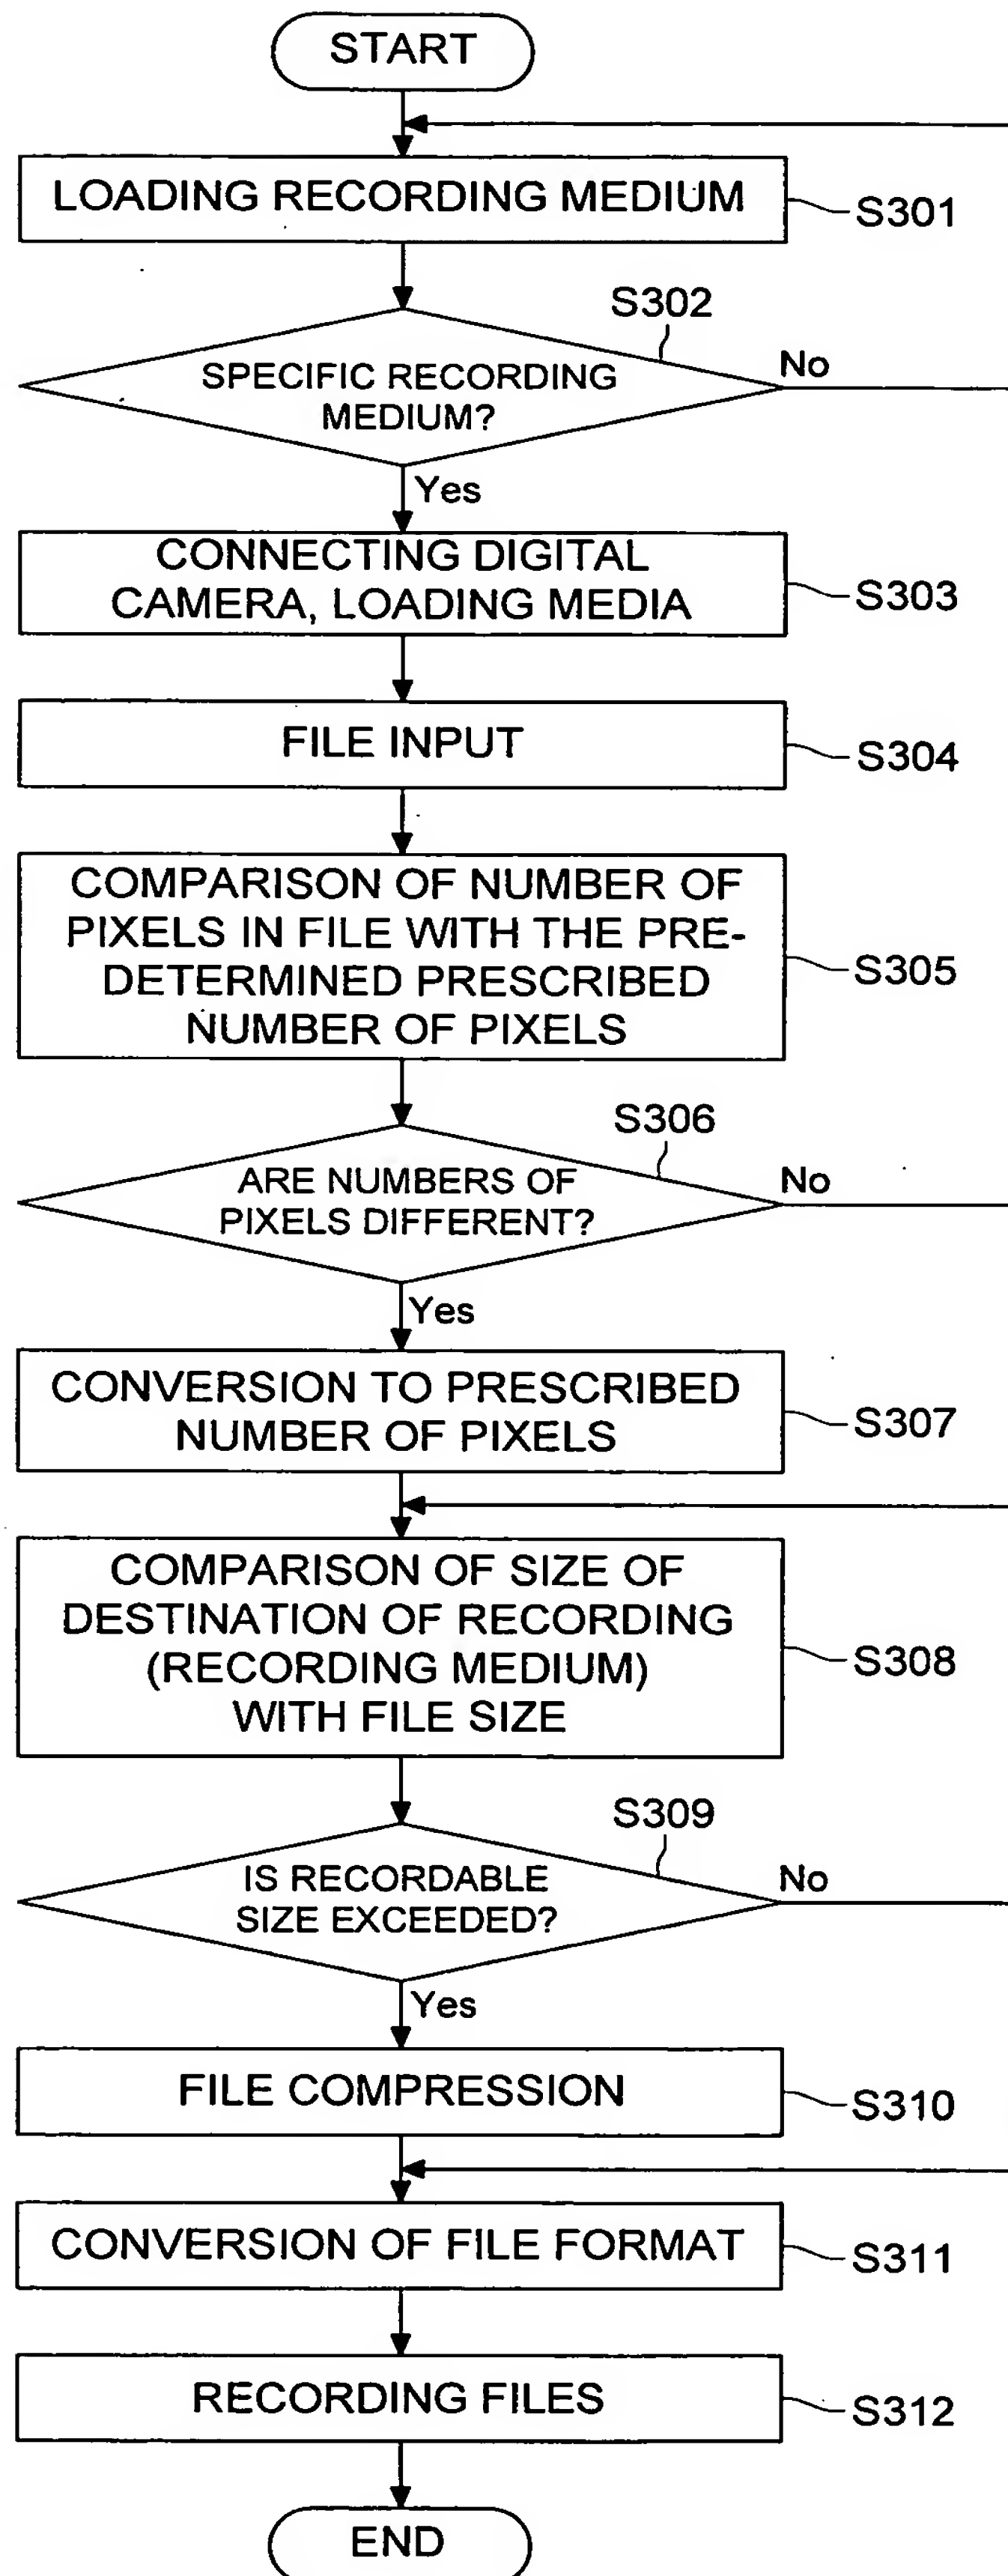 START
LOADING RECORDING MEDIUM
S301
S302
SPECIFIC RECORDING
MEDIUM?
No
Yes
CONNECTING DIGITAL
CAMERA, LOADING MEDIA
S303
FILE INPUT
S304
COMPARISON OF NUMBER OF
PIXELS IN FILE WITH THE PRE-
DETERMINED PRESCRIBED
NUMBER OF PIXELS
S305
S306
ARE NUMBERS OF
PIXELS DIFFERENT?
No
Yes
CONVERSION TO PRESCRIBED
NUMBER OF PIXELS
S307
COMPARISON OF SIZE OF
DESTINATION OF RECORDING
(RECORDING MEDIUM)
WITH FILE SIZE
S308
S309
IS RECORDABLE
SIZE EXCEEDED?
No
Yes
FILE COMPRESSION
S310
CONVERSION OF FILE FORMAT
S311
RECORDING FILES
S312
END